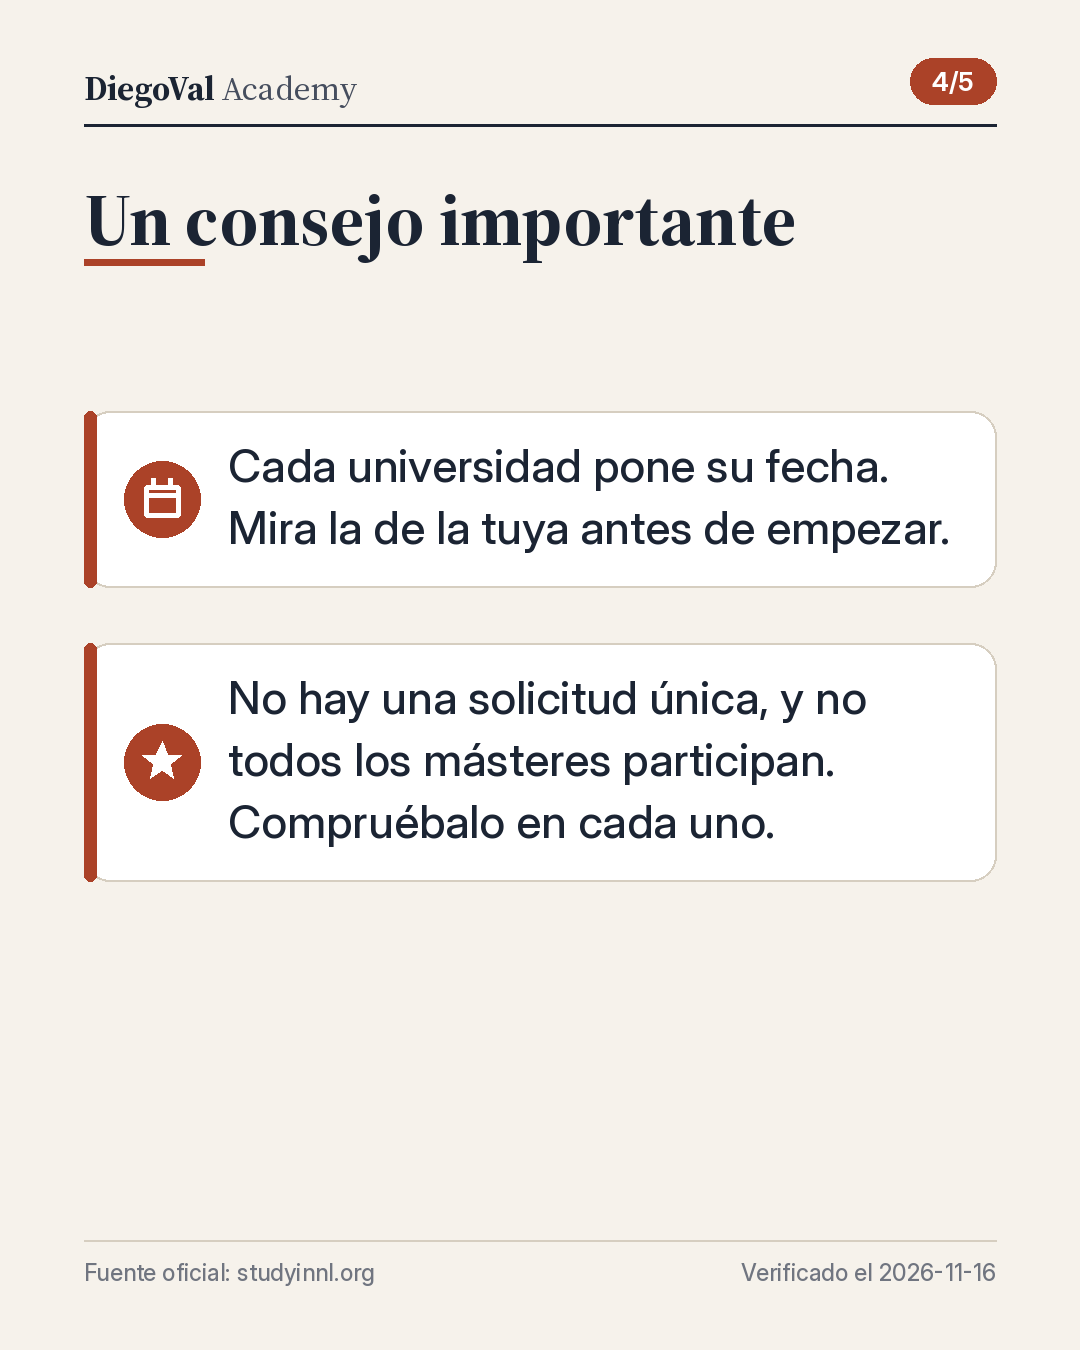 DiegoVal Academy
4/5
Un consejo importante
Cada universidad pone su fecha.
Mira la de la tuya antes de empezar.
No hay una solicitud única, y no
todos los másteres participan.
Compruébalo en cada uno.
Fuente oficial: studyinnl.org
Verificado el 2026-11-16